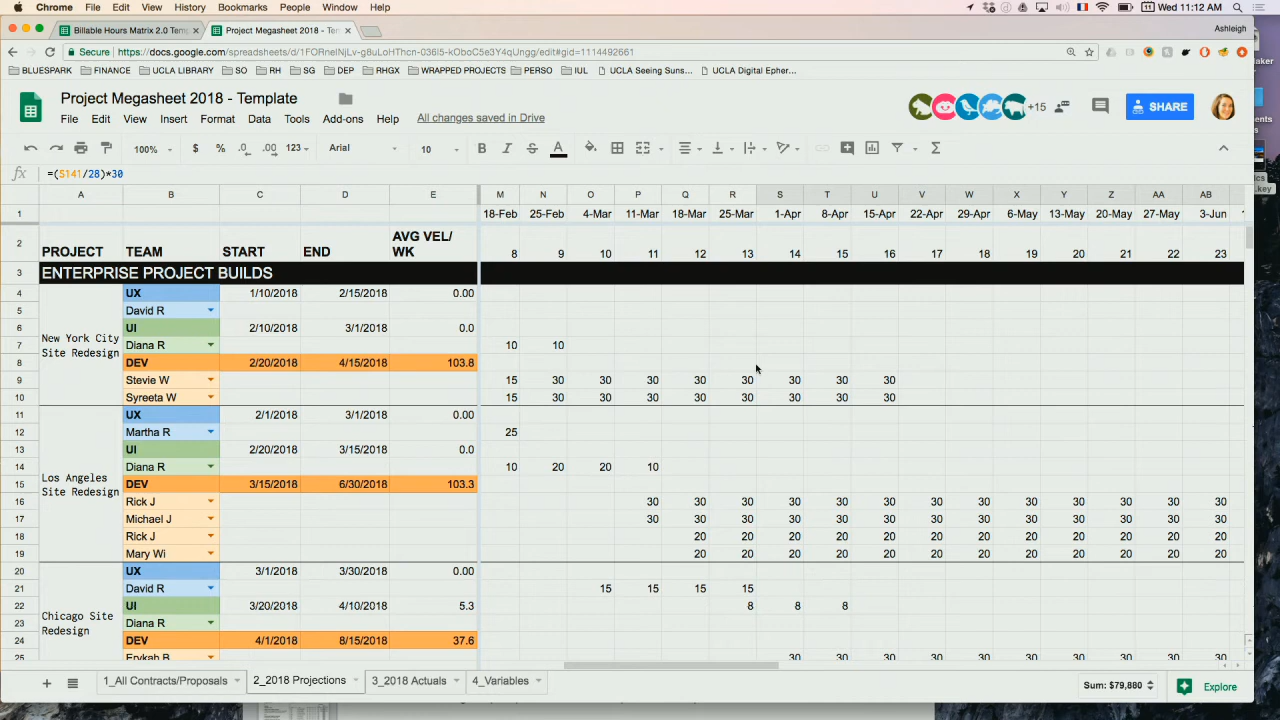 Chrome File Edit View History Bookmarks People Window Help 11 Wed 11:12 AM
Billable Hours Matrix 2.0 Tem × Project Megasheet 2018 - Tem × Ashleigh
Secure https://docs.google.com/spreadsheets/d/
BLUESPARK FINANCE UCLA LIBRARY SO RH SG DEP RHGX WRAPPED PROJECTS PERSO IUL UCLA Seeing Suns... UCLA Digital Epher...
Project Megasheet 2018 - Template
+15 SHARE
File Edit View Insert Format Data Tools Add-ons Help All changes saved in Drive
100% $ % .0 .00 123 Arial 10 B I S A Σ
fx =(S141/28)*30
A B C D E M N O P Q R S T U V W X Y Z AA AB
1 18-Feb 25-Feb 4-Mar 11-Mar 18-Mar 25-Mar 1-Apr 8-Apr 15-Apr 22-Apr 29-Apr 6-May 13-May 20-May 27-May 3-Jun
2 PROJECT TEAM START END AVG VEL/ WK 8 9 10 11 12 13 14 15 16 17 18 19 20 21 22 23
3 ENTERPRISE PROJECT BUILDS
4 UX 1/10/2018 2/15/2018 0.00
5 David R
6 UI 2/10/2018 3/1/2018 0.0
New York City Site Redesign
7 Diana R 10 10
8 DEV 2/20/2018 4/15/2018 103.8
9 Stevie W 15 30 30 30 30 30 30 30 30
10 Syreeta W 15 30 30 30 30 30 30 30 30
11 UX 2/1/2018 3/1/2018 0.00
12 Martha R 25
13 UI 2/20/2018 3/15/2018 0.0
14 Diana R 10 20 20 10
Los Angeles Site Redesign
15 DEV 3/15/2018 6/30/2018 103.3
16 Rick J 30 30 30 30 30 30 30 30 30 30 30 30 30
17 Michael J 30 30 30 30 30 30 30 30 30 30 30 30 30
18 Rick J 20 20 20 20 20 20 20 20 20 20 20 20
19 Mary Wi 20 20 20 20 20 20 20 20 20 20 20 20
20 UX 3/1/2018 3/30/2018 0.00
21 David R 15 15 15 15
22 UI 3/20/2018 4/10/2018 5.3 8 8 8
Chicago Site Redesign
23 Diana R
24 DEV 4/1/2018 8/15/2018 37.6
25 Erykah B 30 30 30 30 30 30 30 30 30 30
1_All Contracts/Proposals 2_2018 Projections 3_2018 Actuals 4_Variables Sum: $79,880 Explore